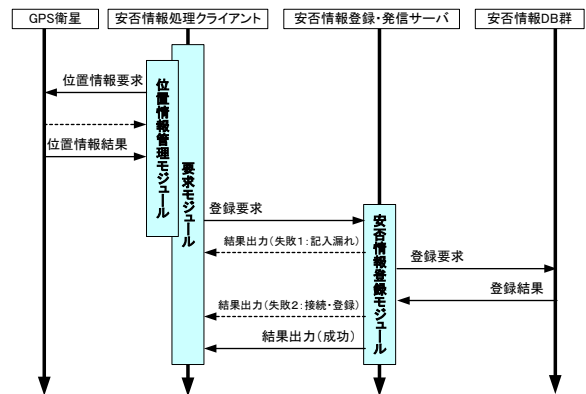 GPS衛星
安否情報処理クライアント
安否情報登録・発信サーバ
安否情報DB群
位置情報要求
位置情報結果
位置情報管理モジュール
要求モジュール
登録要求
結果出力(失敗1:記入漏れ)
安否情報登録モジュール
登録要求
登録結果
結果出力(失敗2:接続・登録)
結果出力(成功)